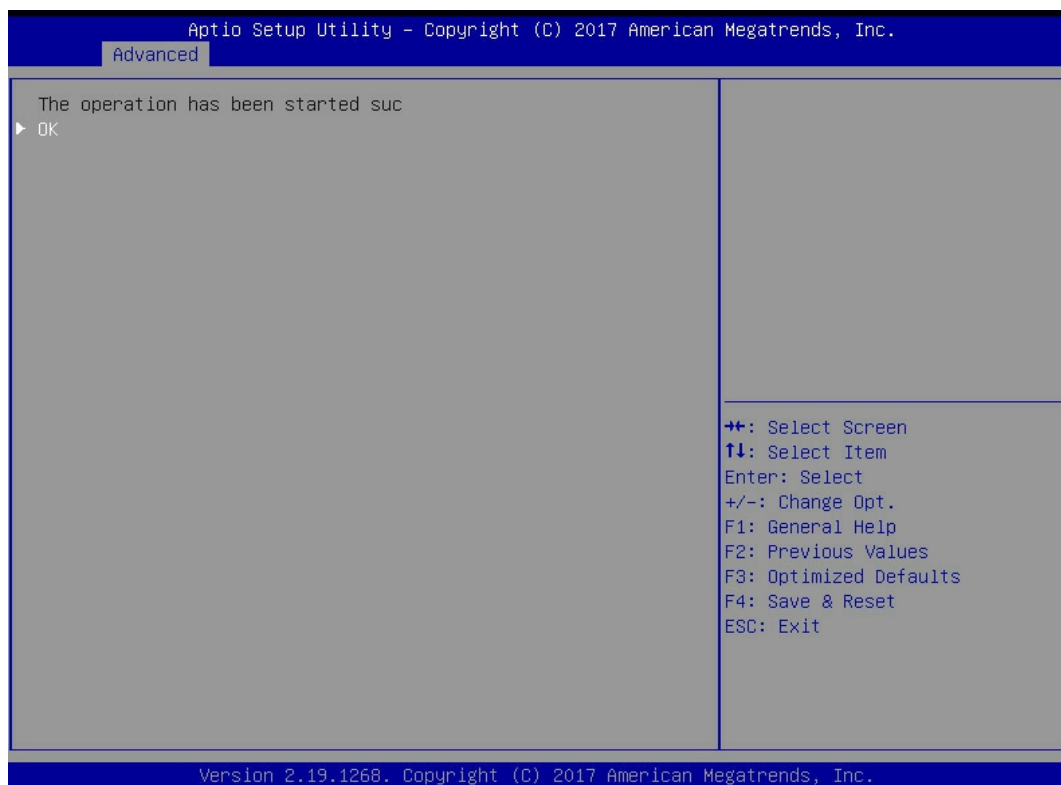 Aptio Setup Utility – Copyright (C) 2017 American Megatrends, Inc.
Advanced
The operation has been started suc
▶ OK
→←: Select Screen
↑↓: Select Item
Enter: Select
+/-: Change Opt.
F1: General Help
F2: Previous Values
F3: Optimized Defaults
F4: Save & Reset
ESC: Exit
Version 2.19.1268. Copyright (C) 2017 American Megatrends, Inc.